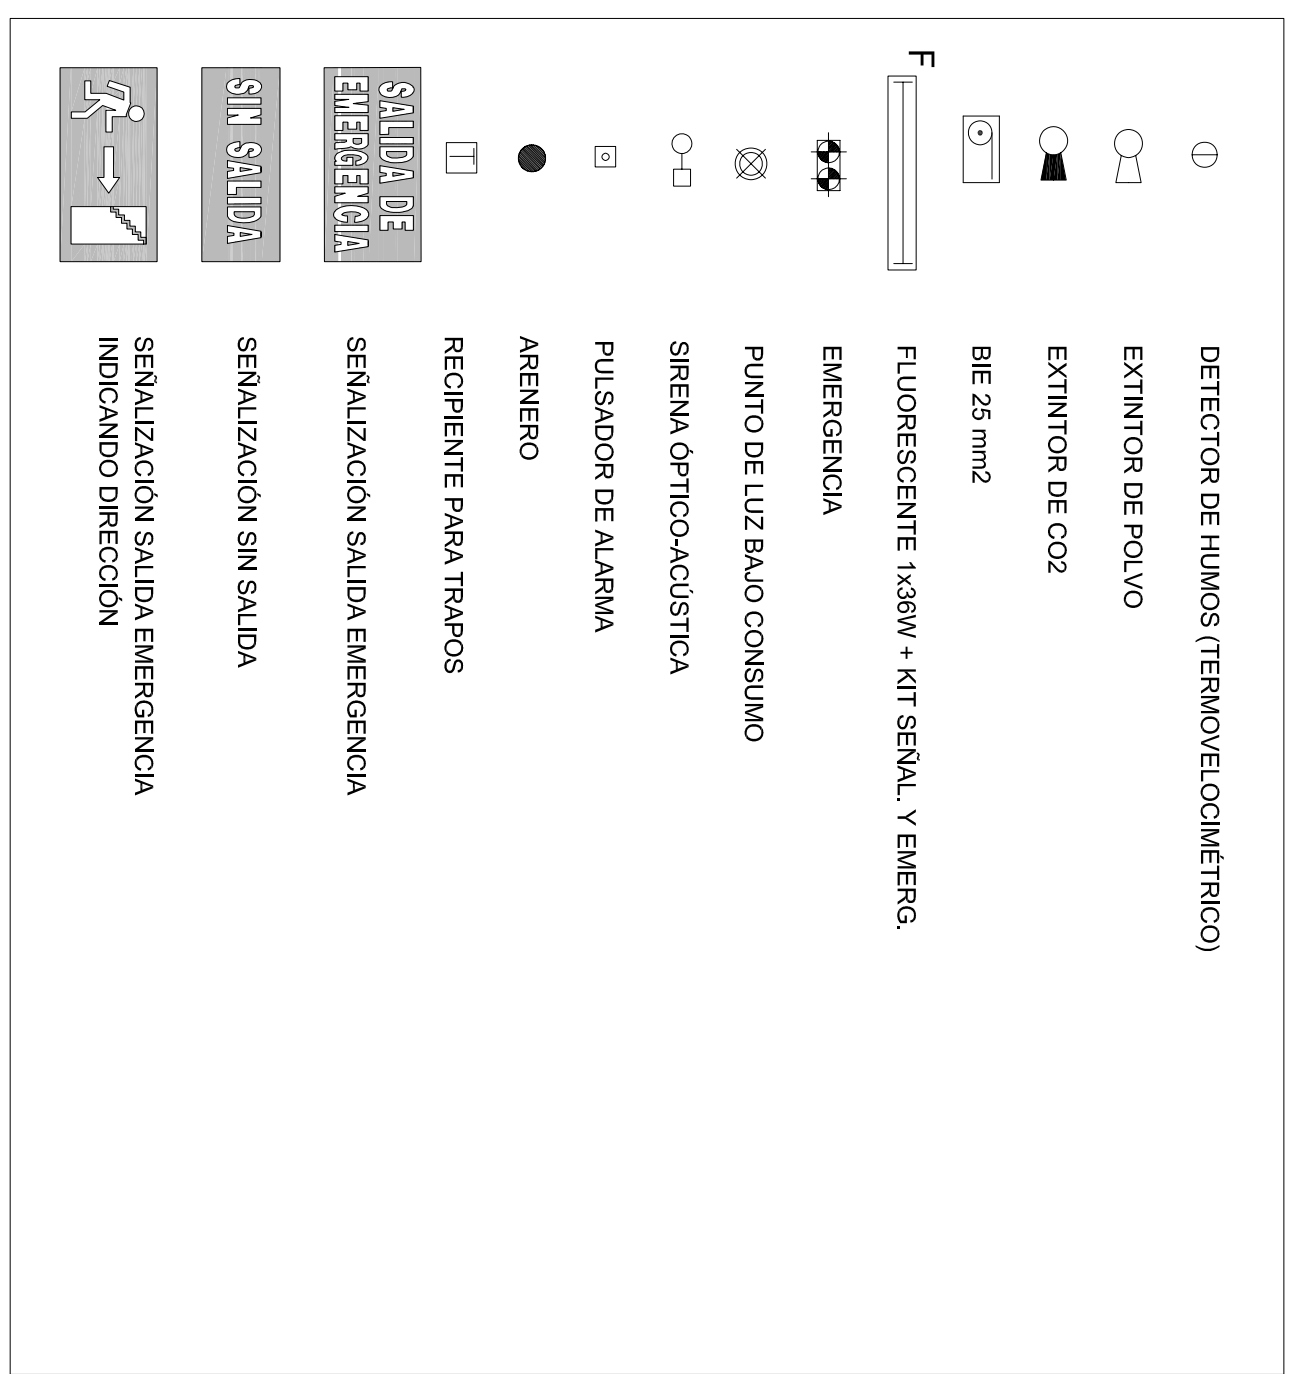 DETECTOR DE HUMOS (TERMOVELOCIMÉTRICO)
EXTINTOR DE POLVO
EXTINTOR DE CO2
BIE 25 mm2
F
FLUORESCENTE 1x36W + KIT SEÑAL. Y EMERG.
EMERGENCIA
PUNTO DE LUZ BAJO CONSUMO
SIRENA ÓPTICO-ACÚSTICA
PULSADOR DE ALARMA
ARENERO
T
RECIPIENTE PARA TRAPOS
SALIDA DE
EMERGENCIA
SEÑALIZACIÓN SALIDA EMERGENCIA
SIN SALIDA
SEÑALIZACIÓN SIN SALIDA
SEÑALIZACIÓN SALIDA EMERGENCIA
INDICANDO DIRECCIÓN